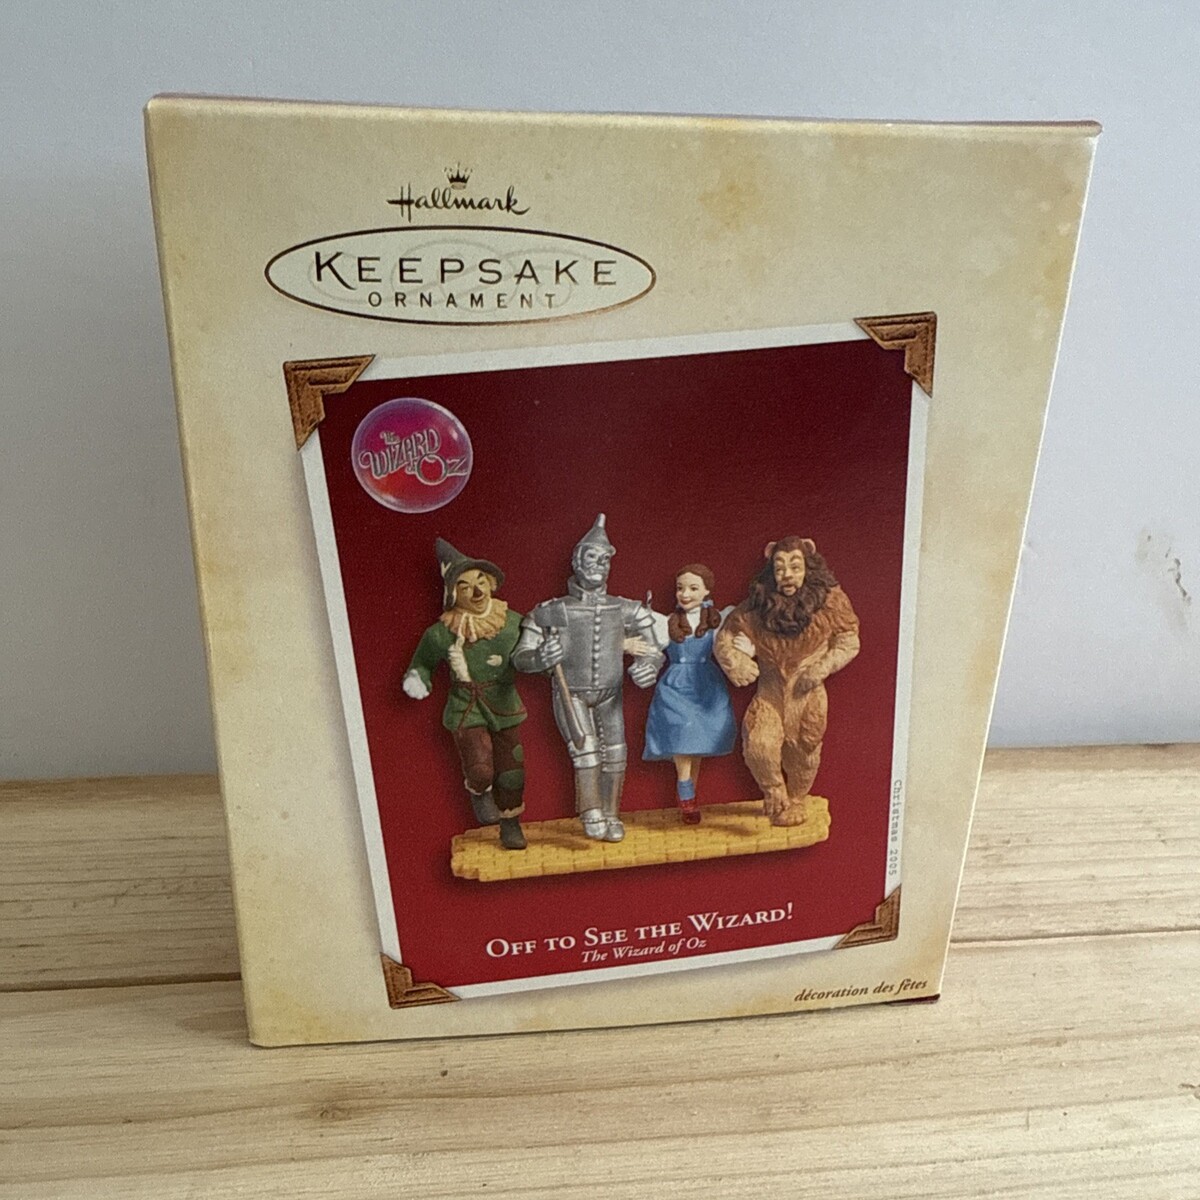 Hallmark
KEEPSAKE
ORNAMENT
The
WIZARD
of OZ
Christmas 2005
OFF TO SEE THE WIZARD!
The Wizard of Oz
décoration des fêtes